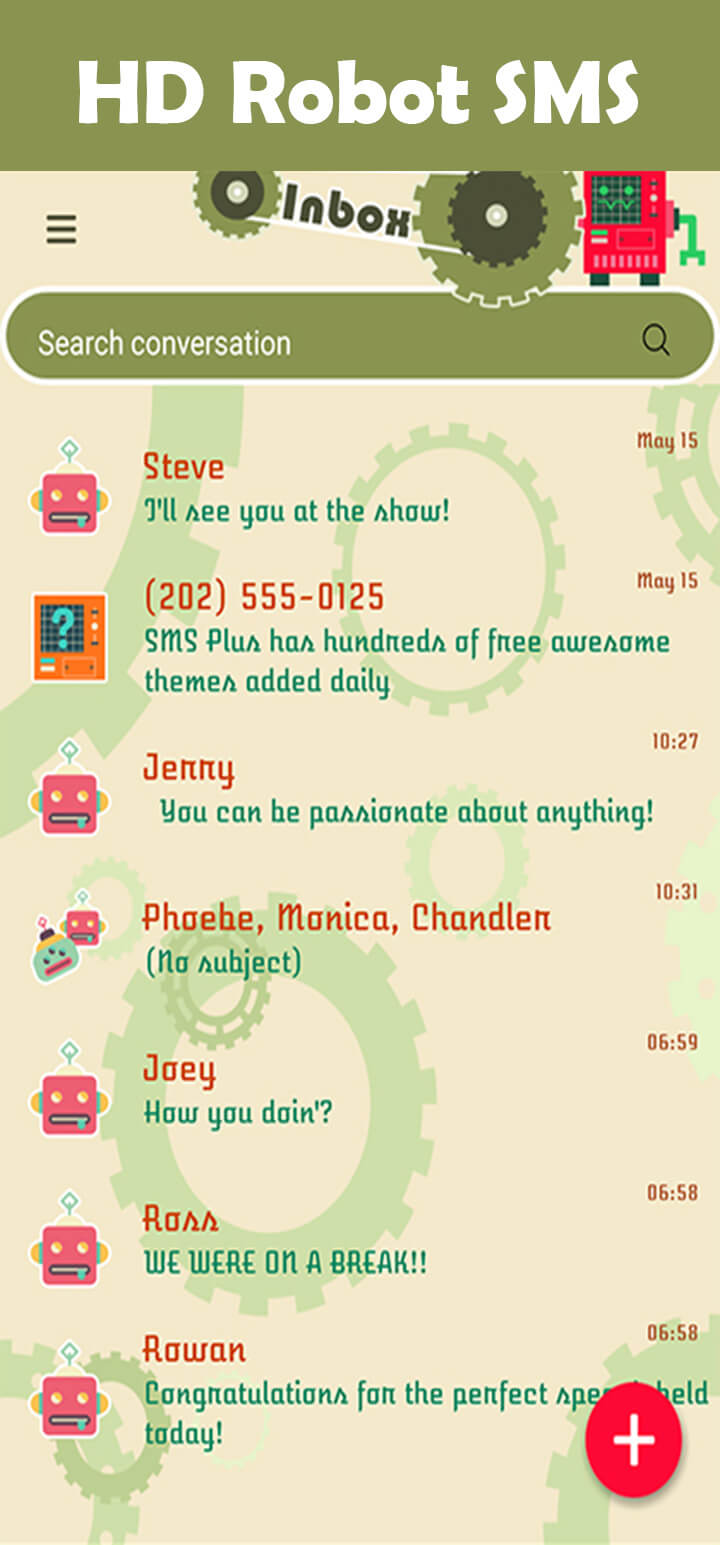 HD Robot SMS
Inbox
Search conversation
May 15
Steve
I'll see you at the show!
May 15
(202) 555-0125
SMS Plus has hundreds of free awesome
themes added daily
10:27
Jerry
You can be passionate about anything!
10:31
Phoebe, Monica, Chandler
(No subject)
06:59
Joey
How you doin'?
06:58
Ross
WE WERE ON A BREAK!!
06:58
Rowan
Congratulations for the perfect held
today!